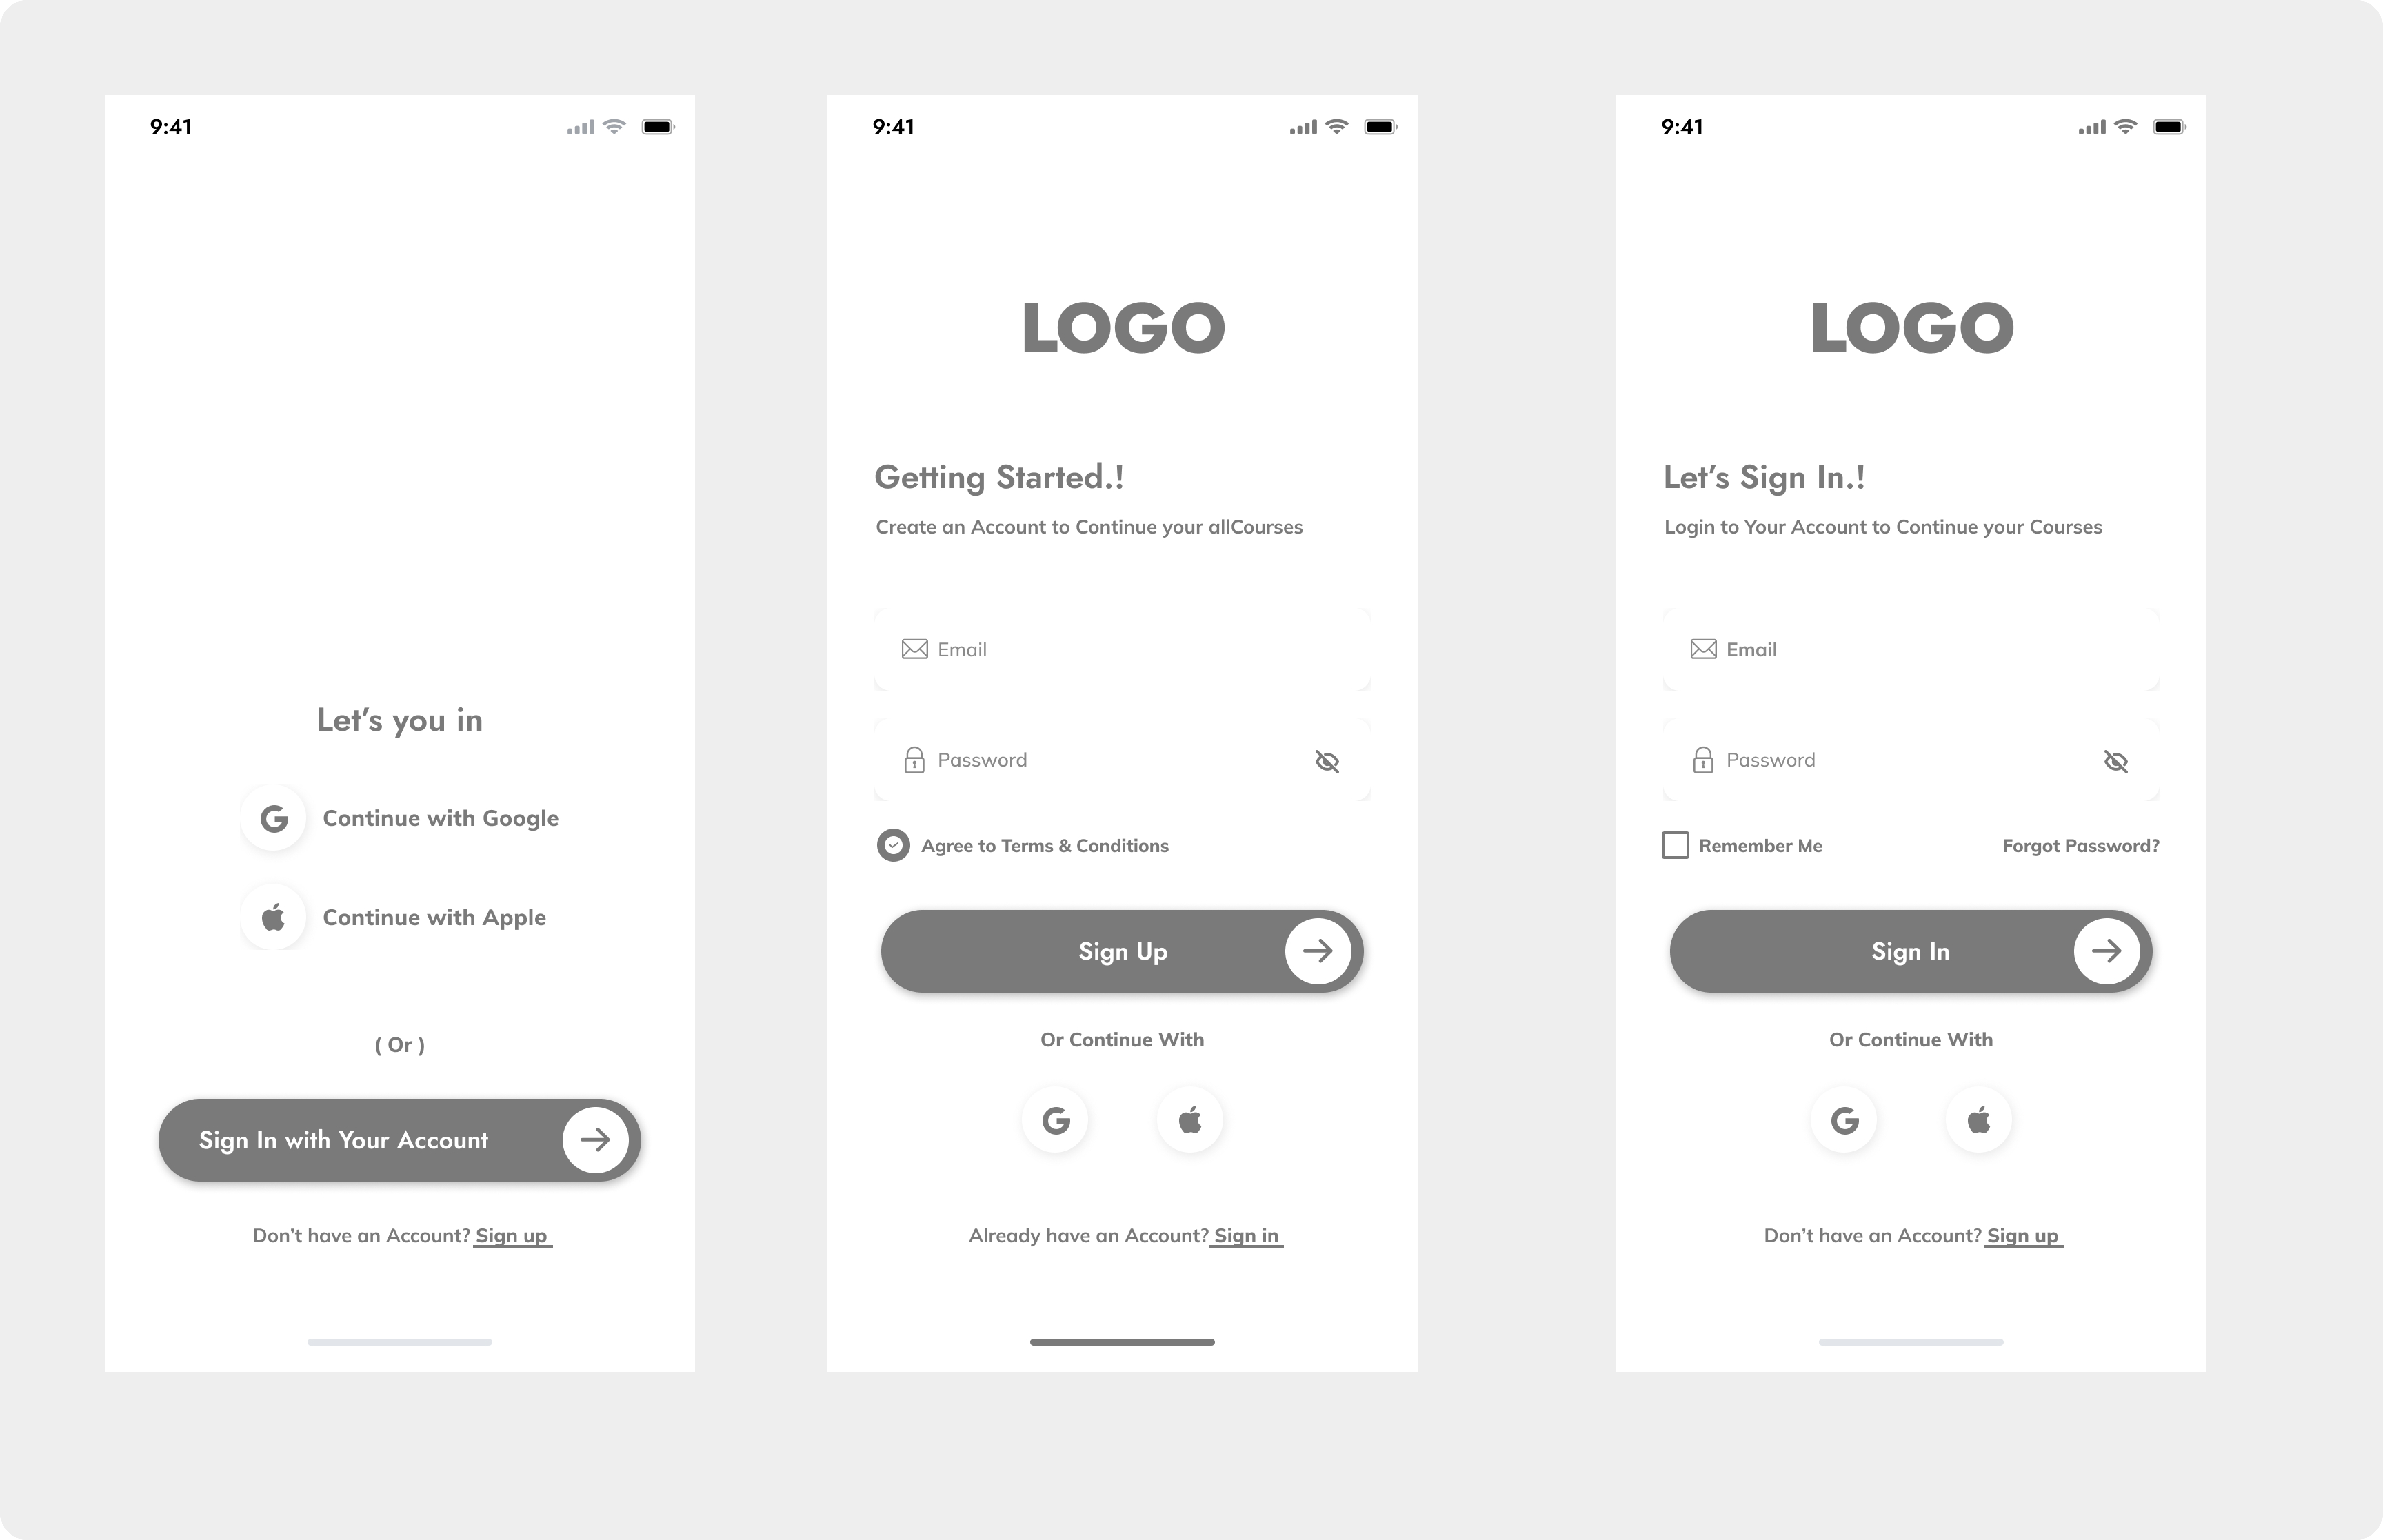 9:41
Let’s you in
Continue with Google
Continue with Apple
( Or )
Sign In with Your Account
Don’t have an Account? Sign up
9:41
LOGO
Getting Started.!
Create an Account to Continue your allCourses
Email
Password
Agree to Terms & Conditions
Sign Up
Or Continue With
Already have an Account? Sign in
9:41
LOGO
Let’s Sign In.!
Login to Your Account to Continue your Courses
Email
Password
Remember Me
Forgot Password?
Sign In
Or Continue With
Don’t have an Account? Sign up